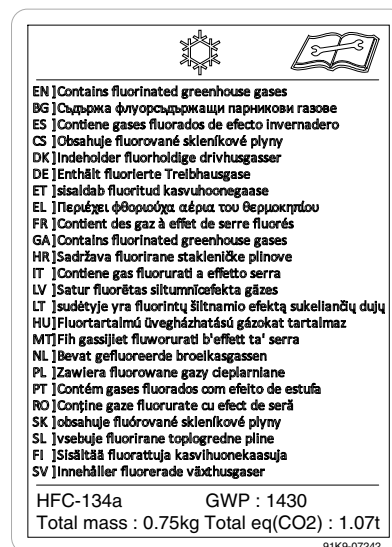 EN ]Contains fluorinated greenhouse gases
BG ]Съдържа флуорсъдържащи парникови газове
ES ]Contiene gases fluorados de efecto invernadero
CS ]Obsahuje fluorované skleníkové plyny
DK ]Indeholder fluorholdige drivhusgasser
DE ]Enthält fluorierte Treibhausgase
ET ]sisaldab fluoritud kasvuhoonegaase
EL ]Περιέχει φθοριούχα αέρια του θερμοκηπίου
FR ]Contient des gaz à effet de serre fluorés
GA]Contains fluorinated greenhouse gases
HR]Sadržava fluorirane stakleničke plinove
IT ]Contiene gas fluorurati a effetto serra
LV ]Satur fluorētas siltumnīcefekta gāzes
LT ]sudėtyje yra fluorintų šiltnamio efektą sukeliančių dujų
HU]Fluortartalmú üvegházhatású gázokat tartalmaz
MT]Fih gassijiet fluworurati b'effett ta' serra
NL ]Bevat gefluoreerde broeikasgassen
PL ]Zawiera fluorowane gazy cieplarniane
PT ]Contém gases fluorados com efeito de estufa
RO ]Conține gaze fluorurate cu efect de seră
SK ]obsahuje fluórované skleníkové plyny
SL ]vsebuje fluorirane toplogredne pline
FI ]Sisältää fluorattuja kasvihuonekaasuja
SV ]Innehåller fluorerade växthusgaser
HFC-134a GWP : 1430
Total mass : 0.75kg Total eq(CO2) : 1.07t
91K9-07242